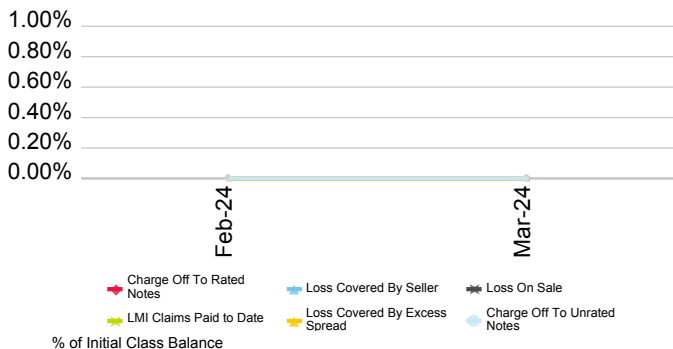 1.00%
0.80%
0.60%
0.40%
0.20%
0.00%
Feb-24
Mar-24
Charge Off To Rated
Notes
Loss Covered By Seller
Loss On Sale
LMI Claims Paid to Date
Loss Covered By Excess
Spread
Charge Off To Unrated
Notes
% of Initial Class Balance